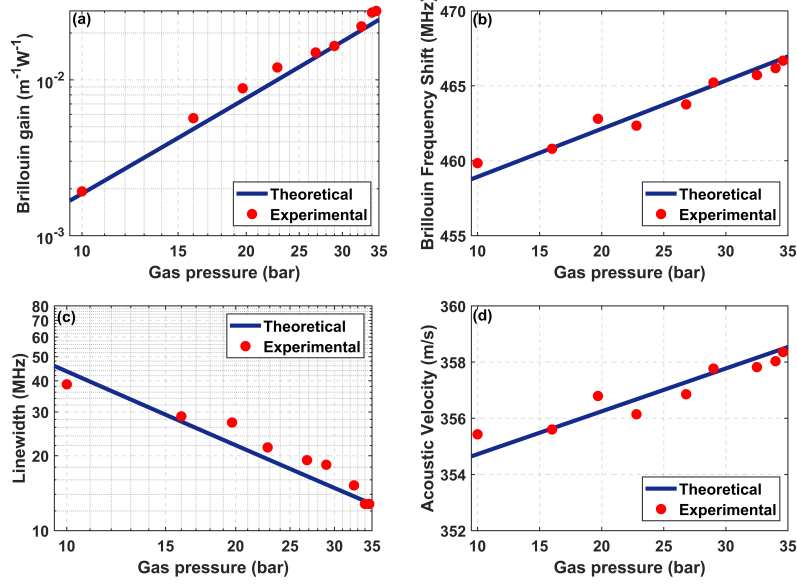 (a)
Brillouin gain (m⁻¹W⁻¹)
10⁻²
10⁻³
10 15 20 25 30 35
Gas pressure (bar)
Theoretical
Experimental
(b)
Brillouin Frequency Shift (MHz)
470
465
460
455
10 15 20 25 30 35
Gas pressure (bar)
Theoretical
Experimental
(c)
Linewidth (MHz)
80
70
60
50
40
30
20
10
10 15 20 25 30 35
Gas pressure (bar)
Theoretical
Experimental
(d)
Acoustic Velocity (m/s)
360
358
356
354
352
10 15 20 25 30 35
Gas pressure (bar)
Theoretical
Experimental